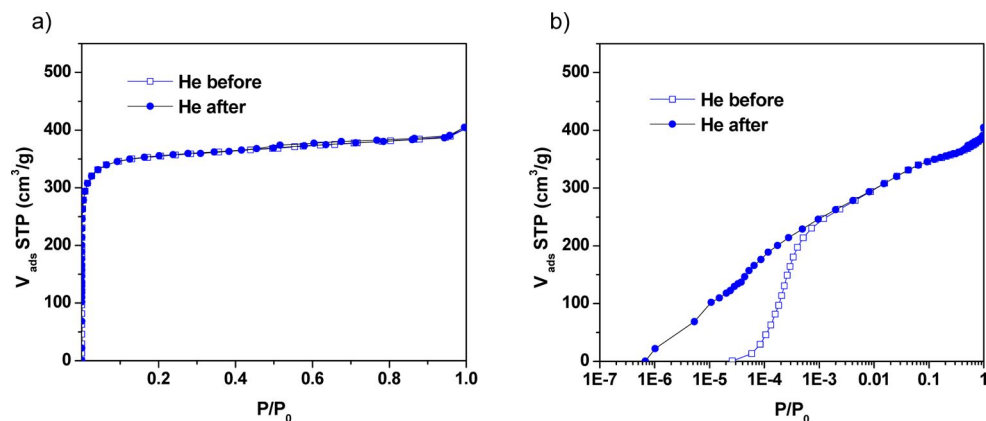 a)
500
400
300
200
100
0
V ads STP (cm³/g)
He before
He after
0.2
0.4
0.6
0.8
1.0
P/P₀
b)
500
400
300
200
100
0
V ads STP (cm³/g)
He before
He after
1E-7
1E-6
1E-5
1E-4
1E-3
0.01
0.1
1
P/P₀